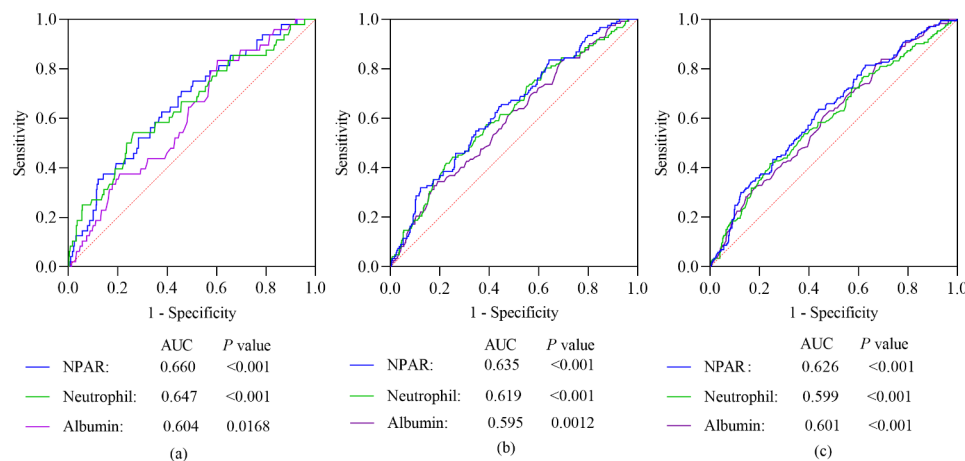 1.0
0.8
0.6
0.4
0.2
0.0
Sensitivity
0.0 0.2 0.4 0.6 0.8 1.0
1 - Specificity
AUC P value
NPAR: 0.660 <0.001
Neutrophil: 0.647 <0.001
Albumin: 0.604 0.0168
(a)
1.0
0.8
0.6
0.4
0.2
0.0
Sensitivity
0.0 0.2 0.4 0.6 0.8 1.0
1 - Specificity
AUC P value
NPAR: 0.635 <0.001
Neutrophil: 0.619 <0.001
Albumin: 0.595 0.0012
(b)
1.0
0.8
0.6
0.4
0.2
0.0
Sensitivity
0.0 0.2 0.4 0.6 0.8 1.0
1 - Specificity
AUC P value
NPAR: 0.626 <0.001
Neutrophil: 0.599 <0.001
Albumin: 0.601 <0.001
(c)